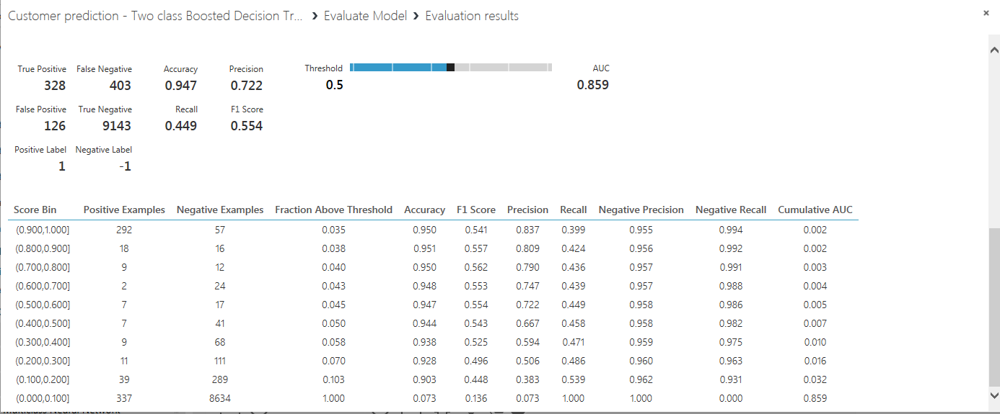 Customer prediction - Two class Boosted Decision Tr... › Evaluate Model › Evaluation results ×
True Positive False Negative Accuracy Precision Threshold AUC
328 403 0.947 0.722 0.5 0.859
False Positive True Negative Recall F1 Score
126 9143 0.449 0.554
Positive Label Negative Label
1 -1
Score Bin Positive Examples Negative Examples Fraction Above Threshold Accuracy F1 Score Precision Recall Negative Precision Negative Recall Cumulative AUC
(0.900,1.000] 292 57 0.035 0.950 0.541 0.837 0.399 0.955 0.994 0.002
(0.800,0.900] 18 16 0.038 0.951 0.557 0.809 0.424 0.956 0.992 0.002
(0.700,0.800] 9 12 0.040 0.950 0.562 0.790 0.436 0.957 0.991 0.003
(0.600,0.700] 2 24 0.043 0.948 0.553 0.747 0.439 0.957 0.988 0.004
(0.500,0.600] 7 17 0.045 0.947 0.554 0.722 0.449 0.958 0.986 0.005
(0.400,0.500] 7 41 0.050 0.944 0.543 0.667 0.458 0.958 0.982 0.007
(0.300,0.400] 9 68 0.058 0.938 0.525 0.594 0.471 0.959 0.975 0.010
(0.200,0.300] 11 111 0.070 0.928 0.496 0.506 0.486 0.960 0.963 0.016
(0.100,0.200] 39 289 0.103 0.903 0.448 0.383 0.539 0.962 0.931 0.032
(0.000,0.100] 337 8634 1.000 0.073 0.136 0.073 1.000 1.000 0.000 0.859